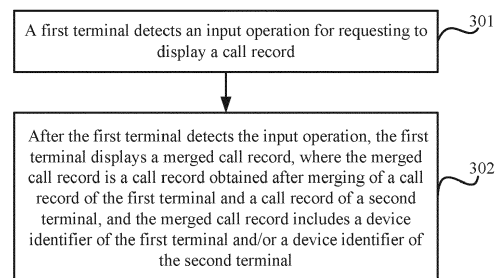 A first terminal detects an input operation for requesting to
display a call record
301
After the first terminal detects the input operation, the first
terminal displays a merged call record, where the merged
call record is a call record obtained after merging of a call
record of the first terminal and a call record of a second
terminal, and the merged call record includes a device
identifier of the first terminal and/or a device identifier of
the second terminal
302